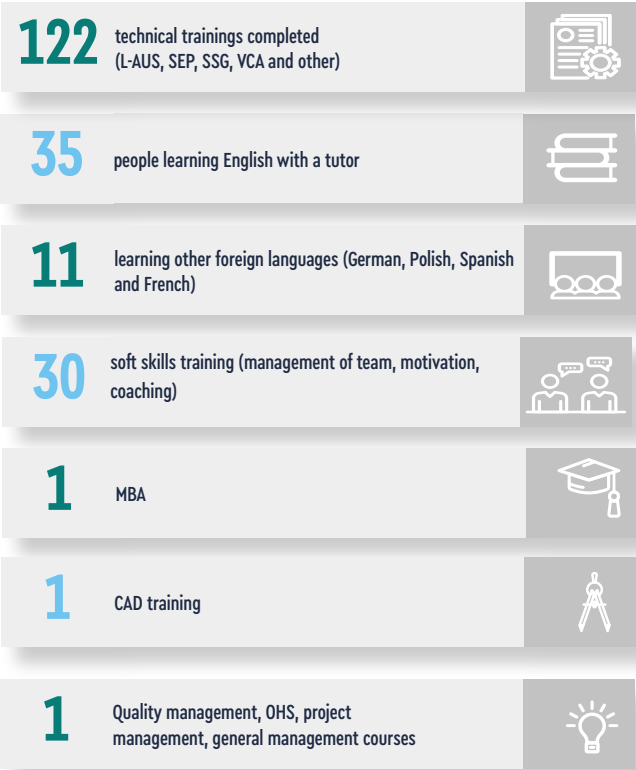 122
technical trainings completed
(L-AUS, SEP, SSG, VCA and other)
35
people learning English with a tutor
11
learning other foreign languages (German, Polish, Spanish
and French)
30
soft skills training (management of team, motivation,
coaching)
1
MBA
1
CAD training
1
Quality management, OHS, project
management, general management courses